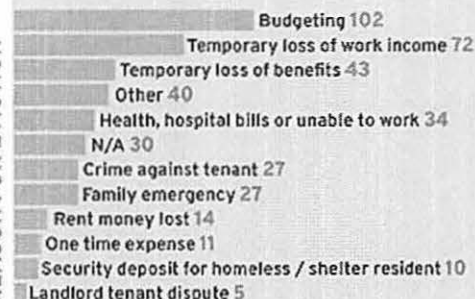 Budgeting 102
Temporary loss of work income 72
Temporary loss of benefits 43
Other 40
Health, hospital bills or unable to work 34
N/A 30
Crime against tenant 27
Family emergency 27
Rent money lost 14
One time expense 11
Security deposit for homeless / shelter resident 10
Landlord tenant dispute 5